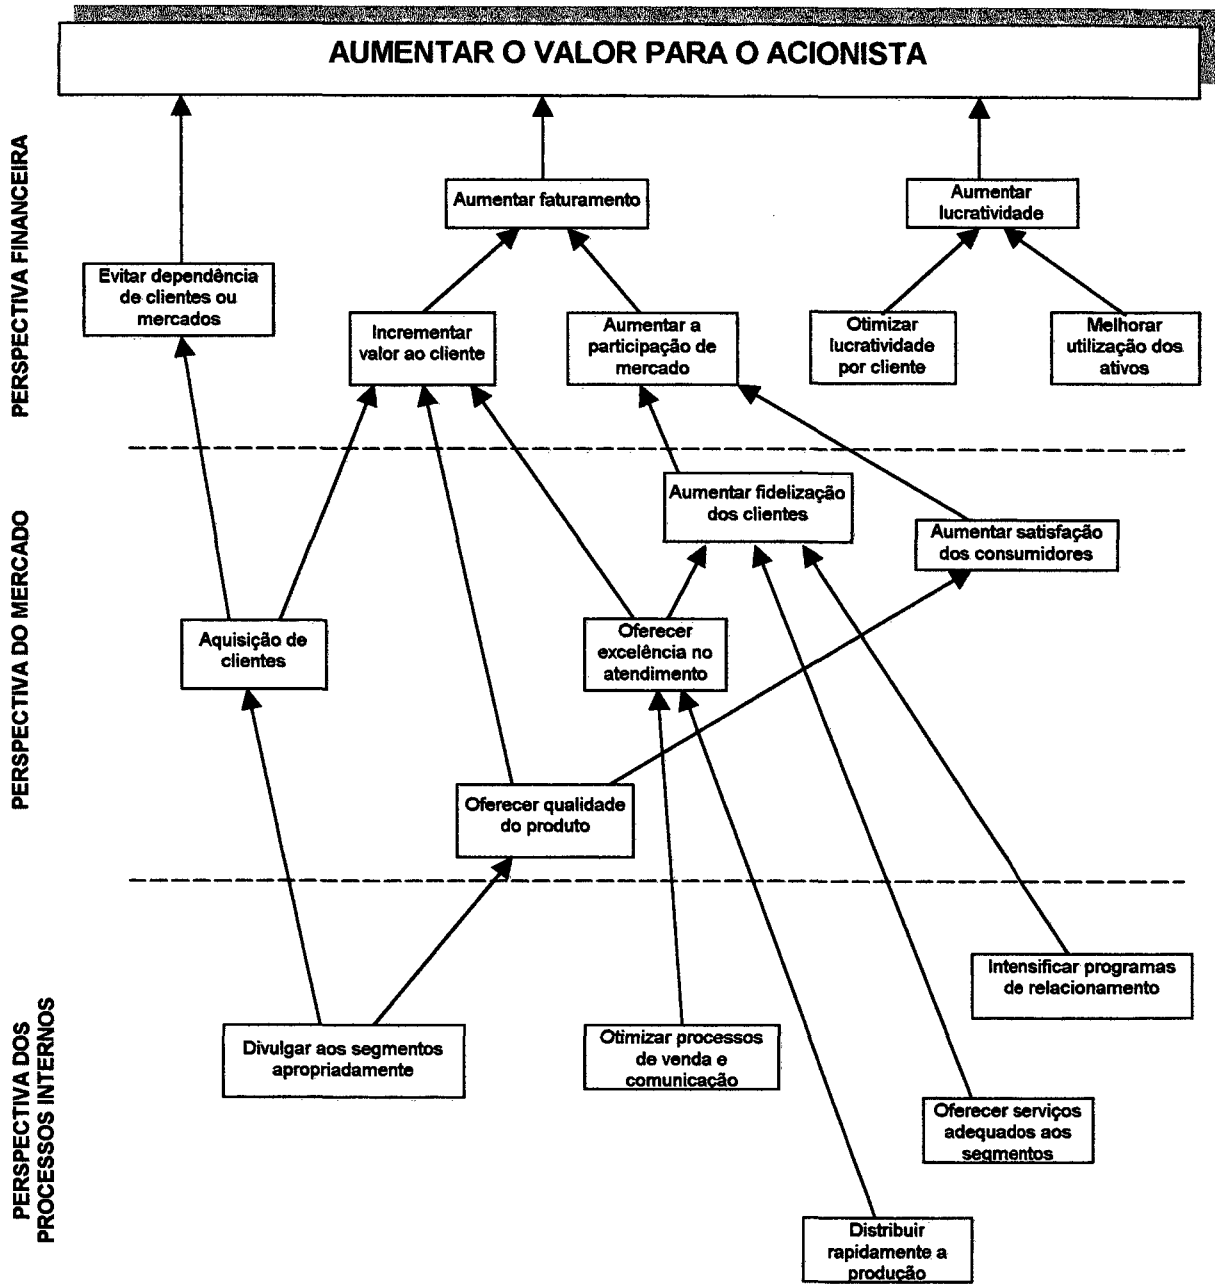 AUMENTAR O VALOR PARA O ACIONISTA
PERSPECTIVA FINANCEIRA
Aumentar faturamento
Aumentar
lucratividade
Evitar dependência
de clientes ou
mercados
Incrementar
valor ao cliente
Aumentar a
participação de
mercado
Otimizar
lucratividade
por cliente
Melhorar
utilização dos
ativos
PERSPECTIVA DO MERCADO
Aumentar fidelização
dos clientes
Aumentar satisfação
dos consumidores
Aquisição de
clientes
Oferecer
excelência no
atendimento
Oferecer qualidade
do produto
PERSPECTIVA DOS
PROCESSOS INTERNOS
Intensificar programas
de relacionamento
Divulgar aos segmentos
apropriadamente
Otimizar processos
de venda e
comunicação
Oferecer serviços
adequados aos
segmentos
Distribuir
rapidamente a
produção